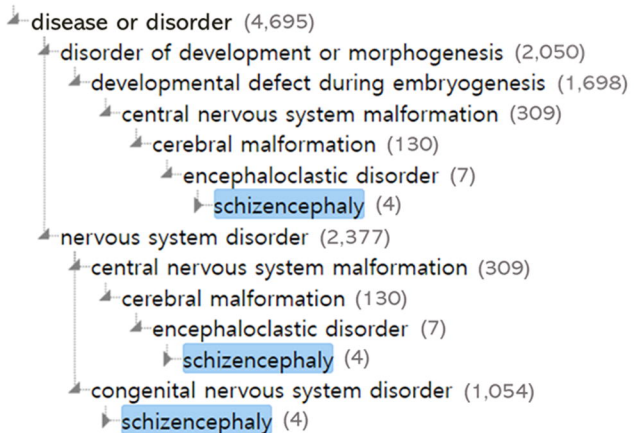 disease or disorder (4,695)
disorder of development or morphogenesis (2,050)
developmental defect during embryogenesis (1,698)
central nervous system malformation (309)
cerebral malformation (130)
encephaloclastic disorder (7)
schizencephaly (4)
nervous system disorder (2,377)
central nervous system malformation (309)
cerebral malformation (130)
encephaloclastic disorder (7)
schizencephaly (4)
congenital nervous system disorder (1,054)
schizencephaly (4)